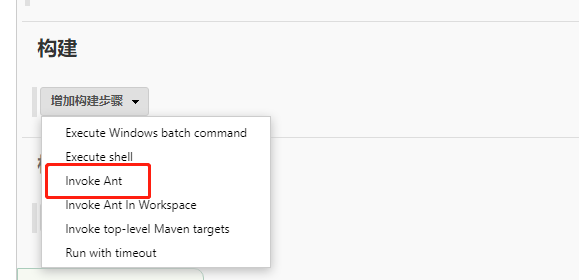 构建
增加构建步骤
Execute Windows batch command
Execute shell
Invoke Ant
Invoke Ant In Workspace
Invoke top-level Maven targets
Run with timeout